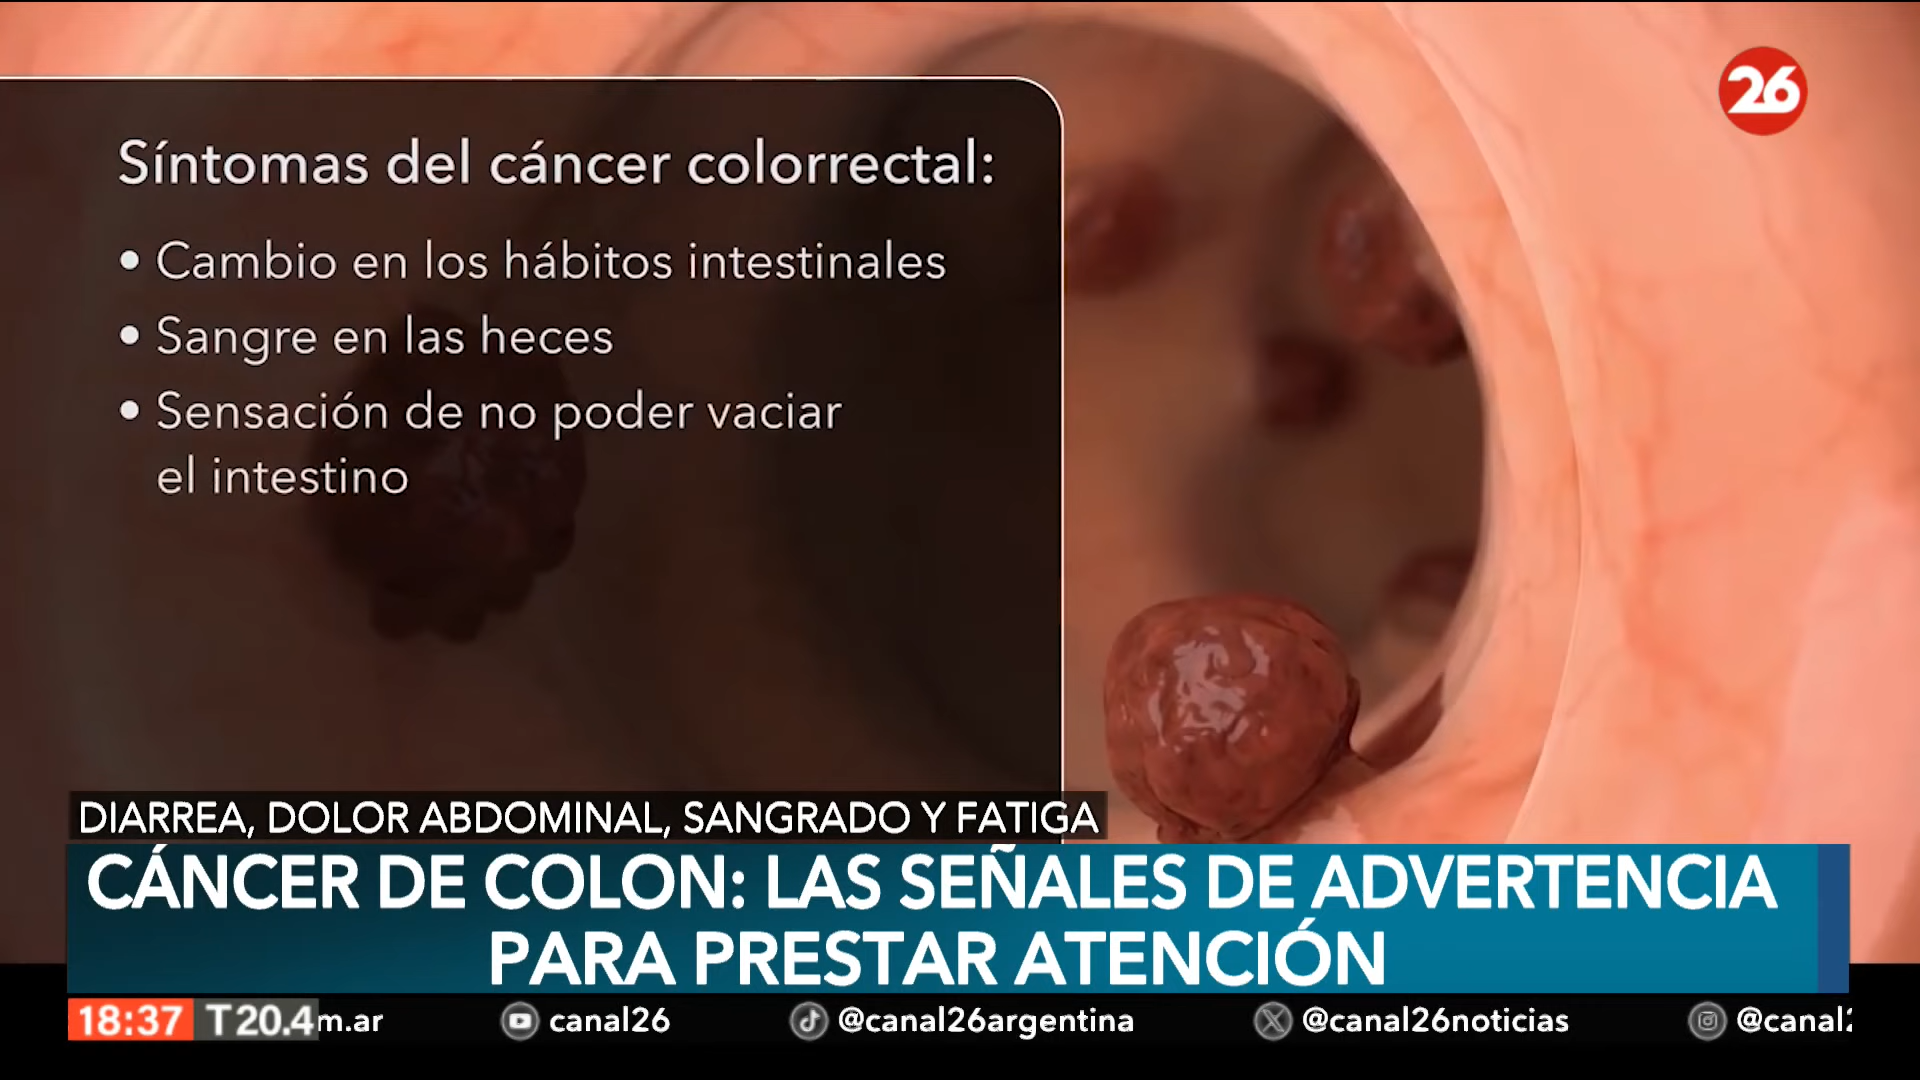 26
Síntomas del cáncer colorrectal:
• Cambio en los hábitos intestinales
• Sangre en las heces
• Sensación de no poder vaciar
el intestino
DIARREA, DOLOR ABDOMINAL, SANGRADO Y FATIGA
CÁNCER DE COLON: LAS SEÑALES DE ADVERTENCIA
PARA PRESTAR ATENCIÓN
18:37 T20.4 m.ar canal26 @canal26argentina @canal26noticias @canal2